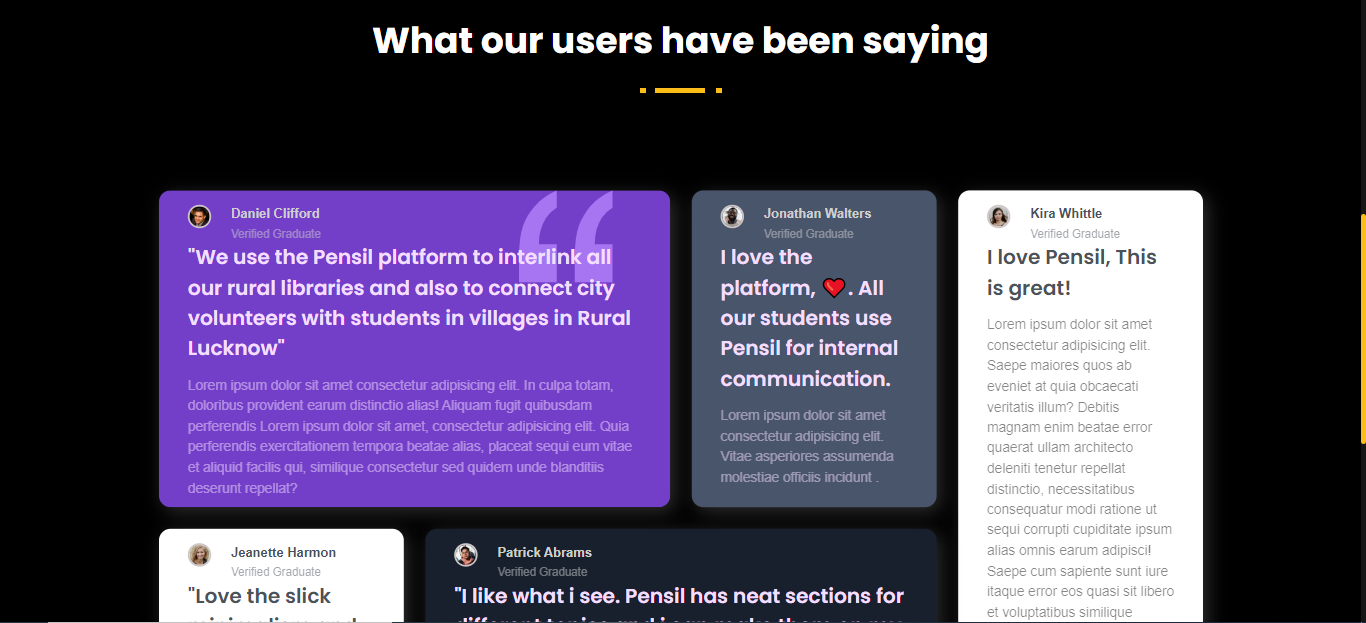 What our users have been saying
Daniel Clifford
Verified Graduate
"We use the Pensil platform to interlink all
our rural libraries and also to connect city
volunteers with students in villages in Rural
Lucknow"
Lorem ipsum dolor sit amet consectetur adipisicing elit. In culpa totam,
doloribus provident earum distinctio alias! Aliquam fugit quibusdam
perferendis Lorem ipsum dolor sit amet, consectetur adipisicing elit. Quia
perferendis exercitationem tempora beatae alias, placeat sequi eum vitae
et aliquid facilis qui, similique consectetur sed quidem unde blanditiis
deserunt repellat?
Jonathan Walters
Verified Graduate
I love the
platform, ❤️. All
our students use
Pensil for internal
communication.
Lorem ipsum dolor sit amet
consectetur adipisicing elit.
Vitae asperiores assumenda
molestiae officiis incidunt .
Kira Whittle
Verified Graduate
I love Pensil, This
is great!
Lorem ipsum dolor sit amet
consectetur adipisicing elit.
Saepe maiores quos ab
eveniet at quia obcaecati
veritatis illum? Debitis
magnam enim beatae error
quaerat ullam architecto
deleniti tenetur repellat
distinctio, necessitatibus
consequatur modi ratione ut
sequi corrupti cupiditate ipsum
alias omnis earum adipisci!
Saepe cum sapiente sunt iure
itaque error eos quasi sit libero
et voluptatibus similique
Jeanette Harmon
Verified Graduate
"Love the slick
Patrick Abrams
Verified Graduate
"I like what i see. Pensil has neat sections for